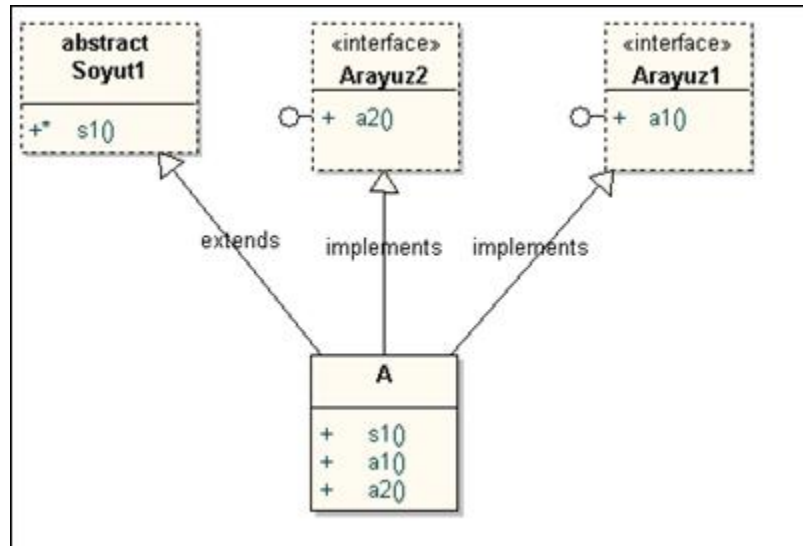 abstract
Soyut1
+* s1()
«interface»
Arayuz2
+ a2()
«interface»
Arayuz1
+ a1()
extends
implements
implements
A
+ s1()
+ a1()
+ a2()